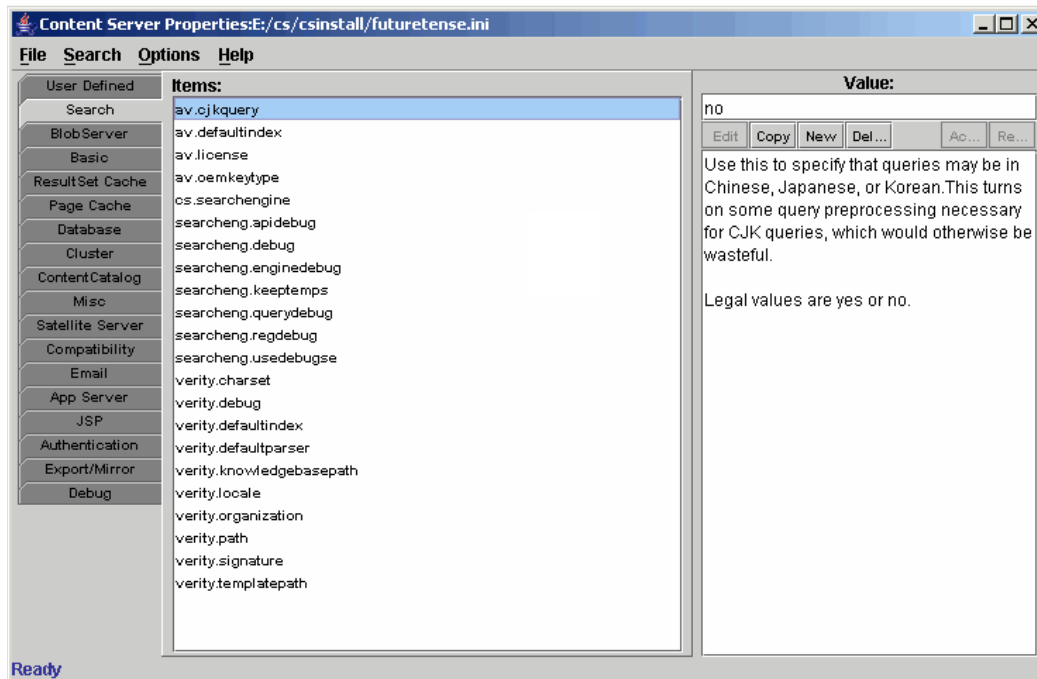 Content Server Properties:E:/cs/csinstall/futuretense.ini
File Search Options Help
User Defined
Search
BlobServer
Basic
ResultSet Cache
Page Cache
Database
Cluster
ContentCatalog
Misc
Satellite Server
Compatibility
Email
App Server
JSP
Authentication
Export/Mirror
Debug
Items:
av.cjkquery
av.defaultindex
av.license
av.oemkeytype
cs.searchengine
searcheng.apidebug
searcheng.debug
searcheng.enginedebug
searcheng.keeptemps
searcheng.querydebug
searcheng.regdebug
searcheng.usedebugse
verity.charset
verity.debug
verity.defaultindex
verity.defaultparser
verity.knowledgebasepath
verity.locale
verity.organization
verity.path
verity.signature
verity.templatepath
Value:
no
Edit Copy New Del... Ac... Re...
Use this to specify that queries may be in
Chinese, Japanese, or Korean.This turns
on some query preprocessing necessary
for CJK queries, which would otherwise be
wasteful.
Legal values are yes or no.
Ready